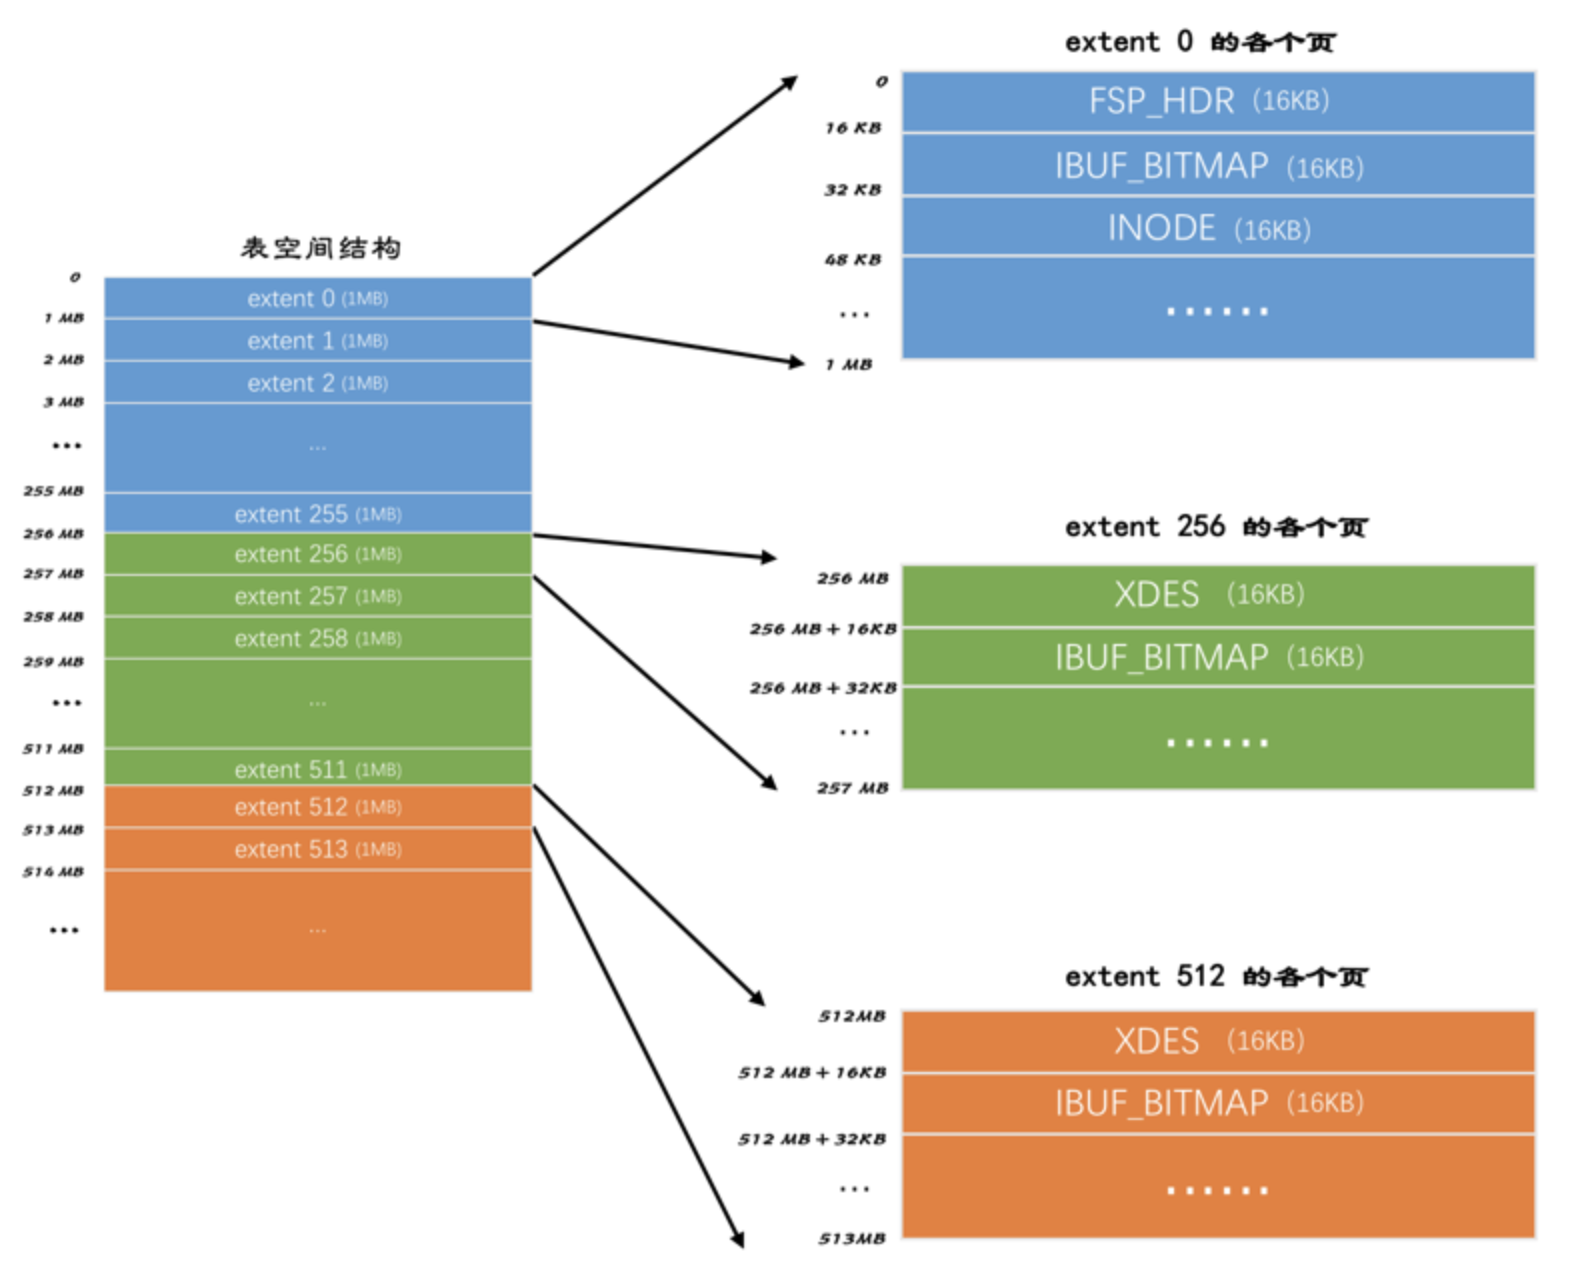 表空间结构
0
extent 0 (1MB)
1 MB
extent 1 (1MB)
2 MB
extent 2 (1MB)
3 MB
...
...
255 MB
extent 255 (1MB)
256 MB
extent 256 (1MB)
257 MB
extent 257 (1MB)
258 MB
extent 258 (1MB)
259 MB
...
...
511 MB
extent 511 (1MB)
512 MB
extent 512 (1MB)
513 MB
extent 513 (1MB)
514 MB
...
...
extent 0 的各个页
0
FSP_HDR (16KB)
16 KB
IBUF_BITMAP (16KB)
32 KB
INODE (16KB)
48 KB
...
......
1 MB
extent 256 的各个页
256 MB
XDES (16KB)
256 MB + 16KB
IBUF_BITMAP (16KB)
256 MB + 32KB
...
......
257 MB
extent 512 的各个页
512MB
XDES (16KB)
512 MB + 16KB
IBUF_BITMAP (16KB)
512 MB + 32KB
...
......
513MB